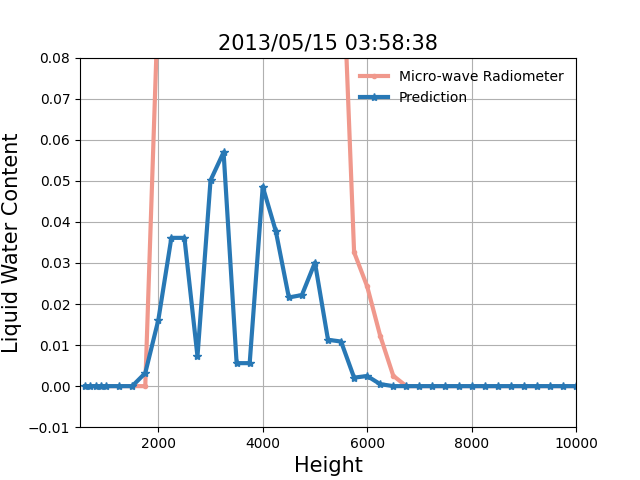 2013/05/15 03:58:38
Micro-wave Radiometer
Prediction
Liquid Water Content
0.08
0.07
0.06
0.05
0.04
0.03
0.02
0.01
0.00
−0.01
2000 4000 6000 8000 10000
Height